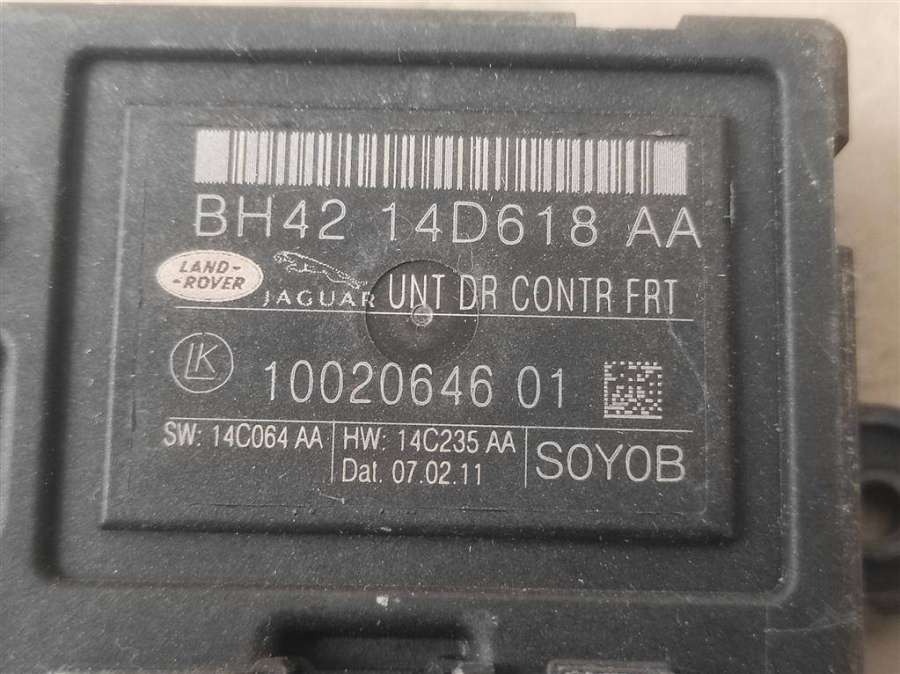 BH42 14D618 AA
LAND-
-ROVER
JAGUAR UNT DR CONTR FRT
LK 10020646 01
SW: 14C064 AA HW: 14C235 AA SOYOB
Dat. 07.02.11